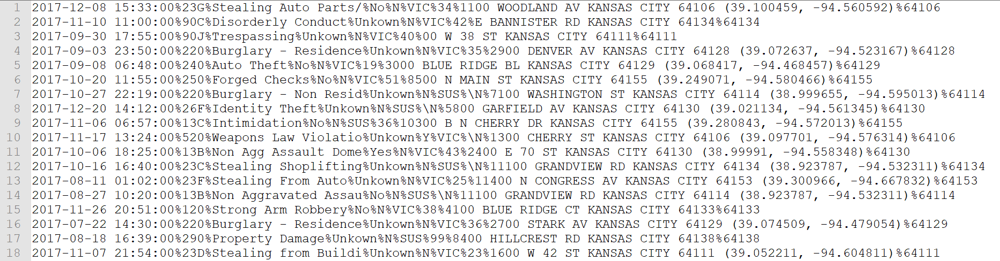 1 2017-12-08 15:33:00%23G%Stealing Auto Parts/%No%N%VIC%34%1100 WOODLAND AV KANSAS CITY 64106 (39.100459, -94.560592)%64106
2 2017-11-10 11:00:00%90C%Disorderly Conduct%Unkown%N%VIC%42%E BANNISTER RD KANSAS CITY 64134%64134
3 2017-09-30 17:55:00%90J%Trespassing%Unkown%N%VIC%40%00 W 38 ST KANSAS CITY 64111%64111
4 2017-09-03 23:50:00%220%Burglary - Residence%Unkown%N%VIC%35%2900 DENVER AV KANSAS CITY 64128 (39.072637, -94.523167)%64128
5 2017-09-08 06:48:00%240%Auto Theft%No%N%VIC%19%3000 BLUE RIDGE BL KANSAS CITY 64129 (39.068417, -94.468457)%64129
6 2017-10-20 11:55:00%250%Forged Checks%No%N%VIC%51%8500 N MAIN ST KANSAS CITY 64155 (39.249071, -94.580466)%64155
7 2017-10-27 22:19:00%220%Burglary - Non Resid%Unkown%N%SUS%\N%7100 WASHINGTON ST KANSAS CITY 64114 (38.999655, -94.595013)%64114
8 2017-12-20 14:12:00%26F%Identity Theft%Unkown%N%SUS%\N%5800 GARFIELD AV KANSAS CITY 64130 (39.021134, -94.561345)%64130
9 2017-11-06 06:57:00%13C%Intimidation%No%N%SUS%36%10300 B N CHERRY DR KANSAS CITY 64155 (39.280843, -94.572013)%64155
10 2017-11-17 13:24:00%520%Weapons Law Violatio%Unkown%Y%VIC%\N%1300 CHERRY ST KANSAS CITY 64106 (39.097701, -94.576314)%64106
11 2017-10-06 18:25:00%13B%Non Agg Assault Dome%Yes%N%VIC%43%2400 E 70 ST KANSAS CITY 64130 (38.99991, -94.558348)%64130
12 2017-10-16 16:40:00%23C%Stealing Shoplifting%Unkown%N%SUS%\N%11100 GRANDVIEW RD KANSAS CITY 64134 (38.923787, -94.532311)%64134
13 2017-08-11 01:02:00%23F%Stealing From Auto%Unkown%N%VIC%25%11400 N CONGRESS AV KANSAS CITY 64153 (39.300966, -94.667832)%64153
14 2017-08-27 10:20:00%13B%Non Aggravated Assau%No%N%SUS%\N%11100 GRANDVIEW RD KANSAS CITY 64114 (38.923787, -94.532311)%64114
15 2017-11-26 20:51:00%120%Strong Arm Robbery%No%N%VIC%38%4100 BLUE RIDGE CT KANSAS CITY 64133%64133
16 2017-07-22 14:30:00%220%Burglary - Residence%Unkown%N%VIC%36%2700 STARK AV KANSAS CITY 64129 (39.074509, -94.479054)%64129
17 2017-08-18 16:39:00%290%Property Damage%Unkown%N%SUS%99%8400 HILLCREST RD KANSAS CITY 64138%64138
18 2017-11-07 21:54:00%23D%Stealing from Buildi%Unkown%N%VIC%23%1600 W 42 ST KANSAS CITY 64111 (39.052211, -94.604811)%64111